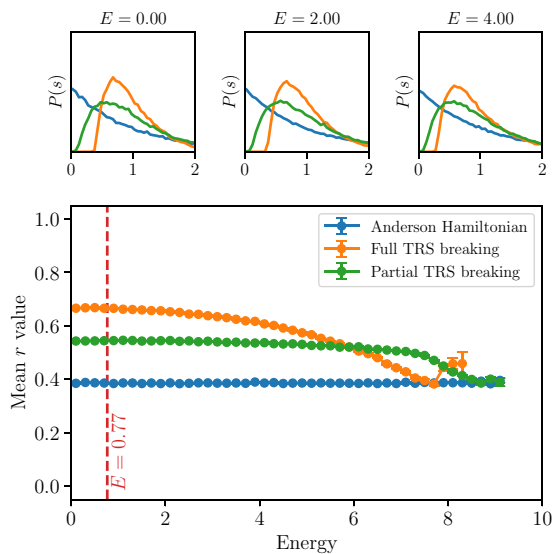 E = 0.00 E = 2.00 E = 4.00
P(s) P(s) P(s)
0 1 2 0 1 2 0 1 2
1.0
0.8
0.6
0.4
0.2
0.0
Mean r value
Anderson Hamiltonian
Full TRS breaking
Partial TRS breaking
E = 0.77
0 2 4 6 8 10
Energy